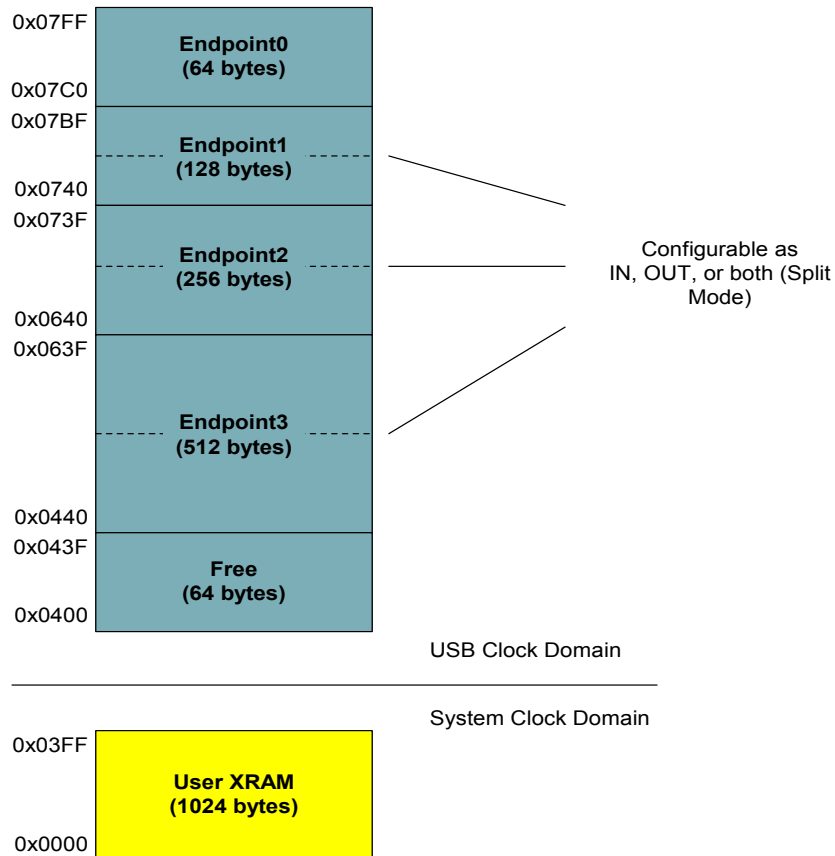 0x07FF
Endpoint0
(64 bytes)
0x07C0
0x07BF
Endpoint1
(128 bytes)
0x0740
0x073F
Endpoint2
(256 bytes)
0x0640
0x063F
Endpoint3
(512 bytes)
0x0440
0x043F
Free
(64 bytes)
0x0400
Configurable as
IN, OUT, or both (Split
Mode)
USB Clock Domain
System Clock Domain
0x03FF
User XRAM
(1024 bytes)
0x0000